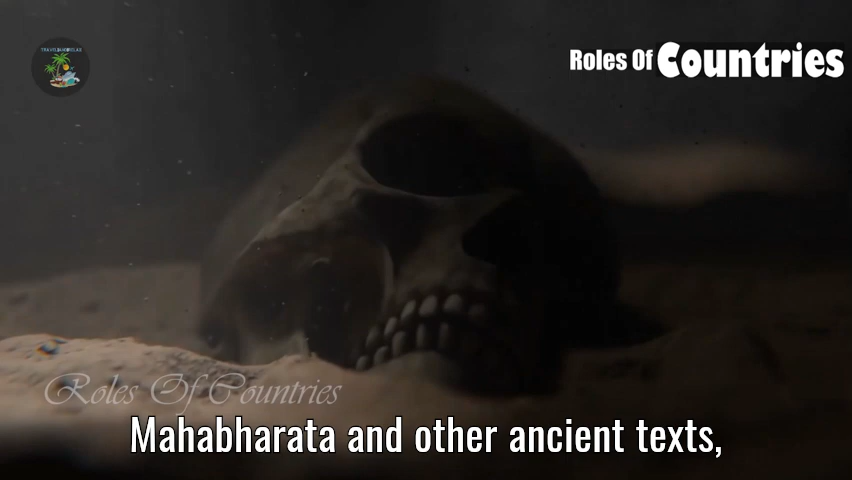 Roles Of Countries
Roles Of Countries
Mahabharata and other ancient texts,